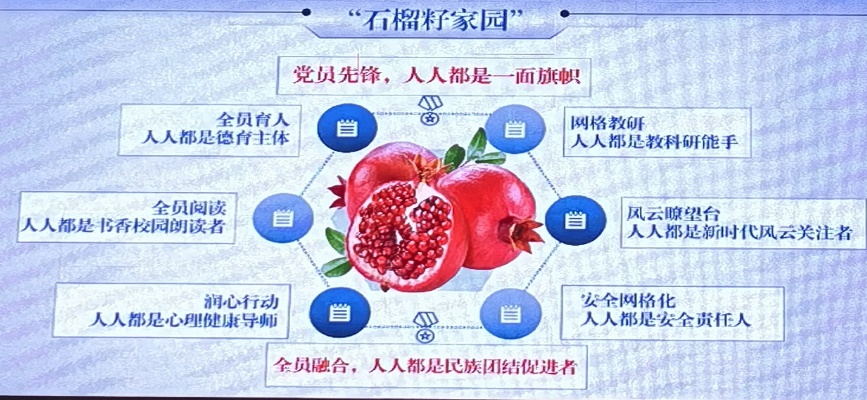 “石榴籽家园”
党员先锋，人人都是一面旗帜
全员育人
人人都是德育主体
网格教研
人人都是教科研能手
全员阅读
人人都是书香校园朗读者
风云瞭望台
人人都是新时代风云关注者
润心行动
人人都是心理健康导师
安全网格化
人人都是安全责任人
全员融合，人人都是民族团结促进者